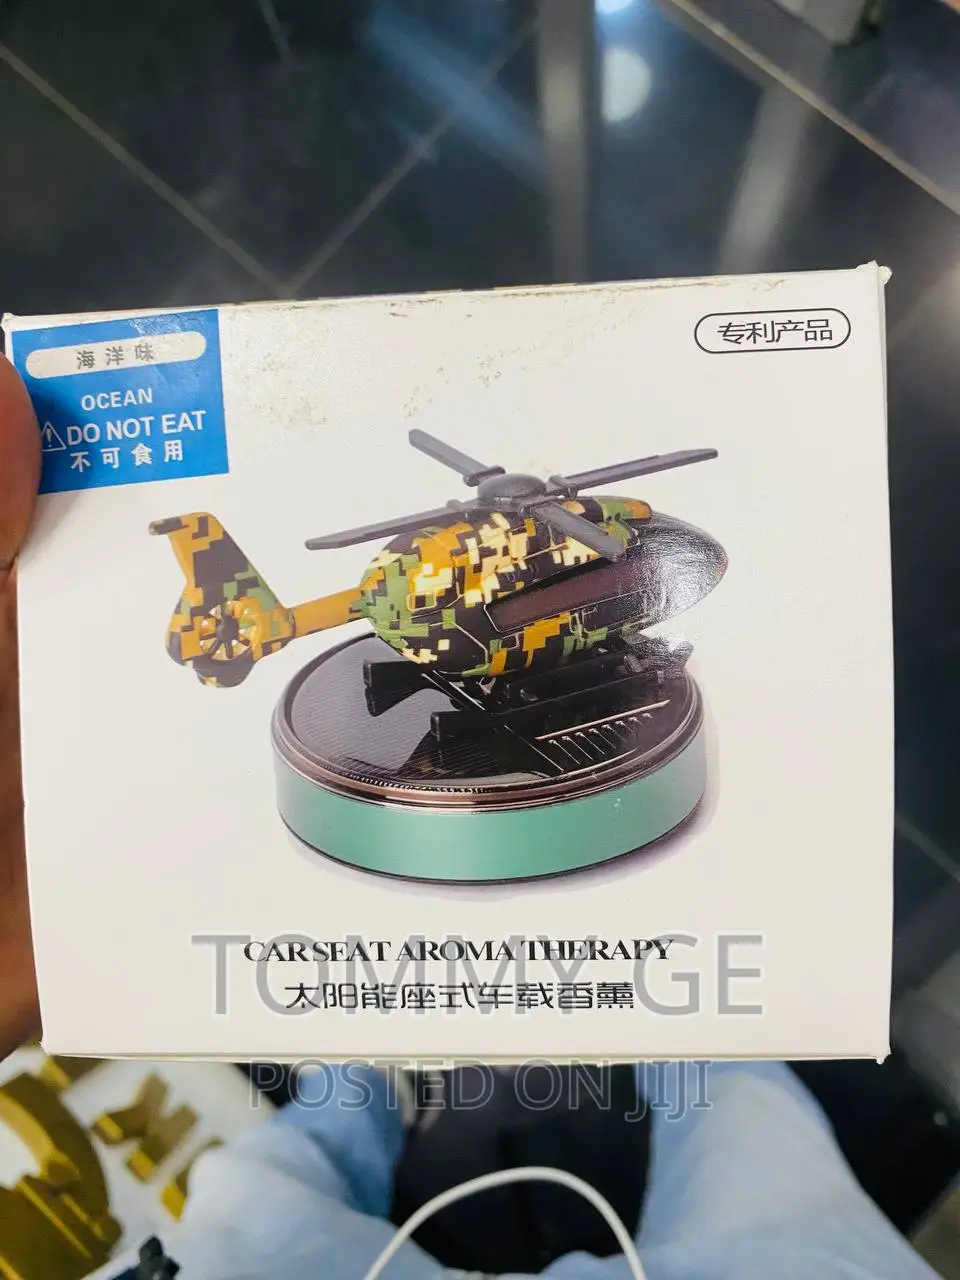 专利产品
海洋味
OCEAN
⚠DO NOT EAT
不可食用
CAR SEAT AROMA THERAPY
太阳能座式车载香薰
TOMMY GE
POSTED ON JIJI